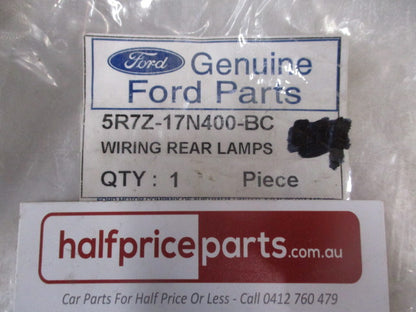 Ford Genuine
Ford Parts
5R7Z-17N400-BC
WIRING REAR LAMPS
QTY : 1 Piece
halfpriceparts.com.au
Car Parts For Half Price Or Less - Call 0412 760 479